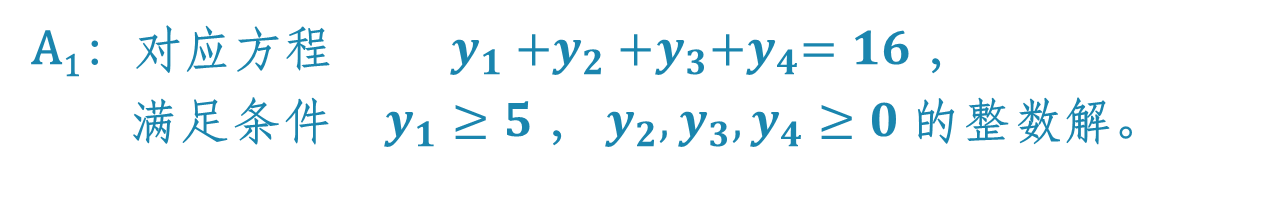 A₁: 对应方程 y₁ +y₂ +y₃+y₄= 16 ,
满足条件 y₁ ≥ 5 , y₂,y₃,y₄ ≥ 0 的整数解。